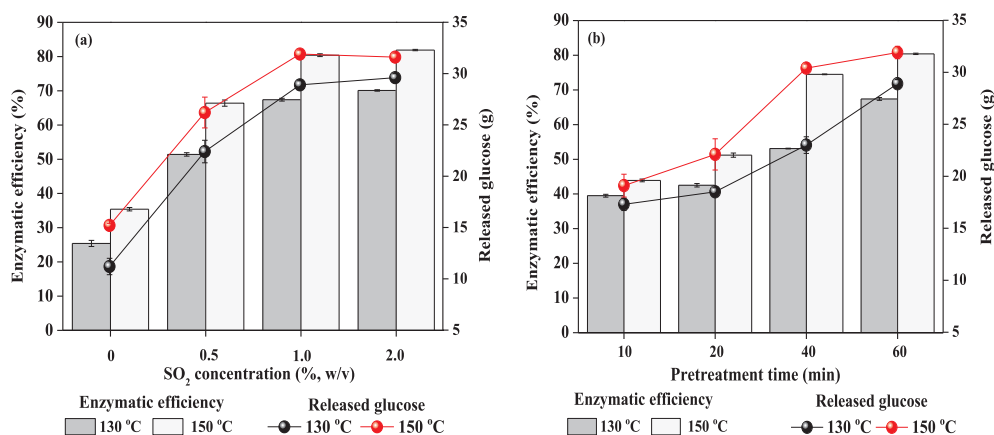 (a)
Enzymatic efficiency (%)
90
80
70
60
50
40
30
20
10
0
35
30
25
20
15
10
5
Released glucose (g)
0 0.5 1.0 2.0
SO₂ concentration (%, w/v)
Enzymatic efficiency Released glucose
130 °C 150 °C 130 °C 150 °C
(b)
Enzymatic efficiency (%)
90
80
70
60
50
40
30
20
10
0
35
30
25
20
15
10
5
Released glucose (g)
10 20 40 60
Pretreatment time (min)
Enzymatic efficiency Released glucose
130 °C 150 °C 130 °C 150 °C